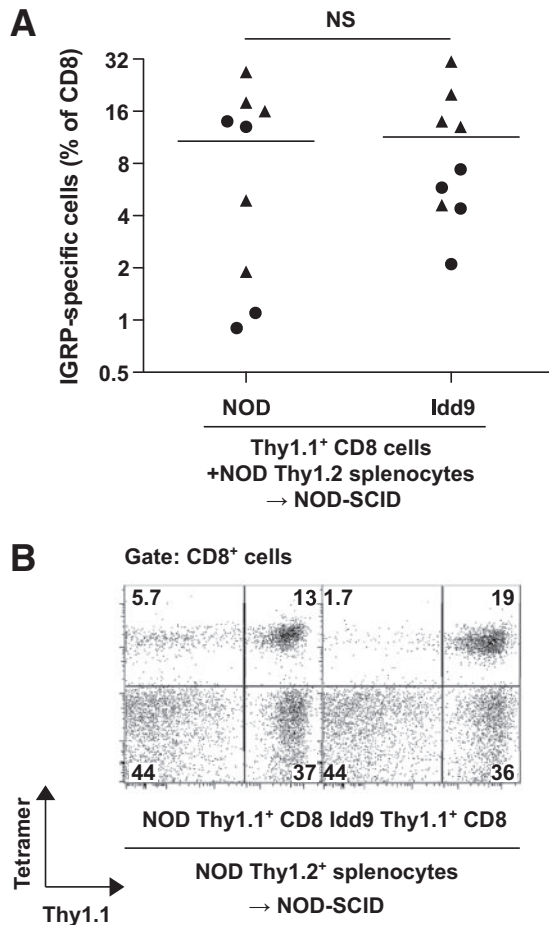 A
NS
IGRP-specific cells (% of CD8)
32
16
8
4
2
1
0.5
NOD Idd9
Thy1.1⁺ CD8 cells
+NOD Thy1.2 splenocytes
→ NOD-SCID
B
Gate: CD8⁺ cells
5.7 13 1.7 19
44 37 44 36
NOD Thy1.1⁺ CD8 Idd9 Thy1.1⁺ CD8
NOD Thy1.2⁺ splenocytes
→ NOD-SCID
Tetramer
Thy1.1